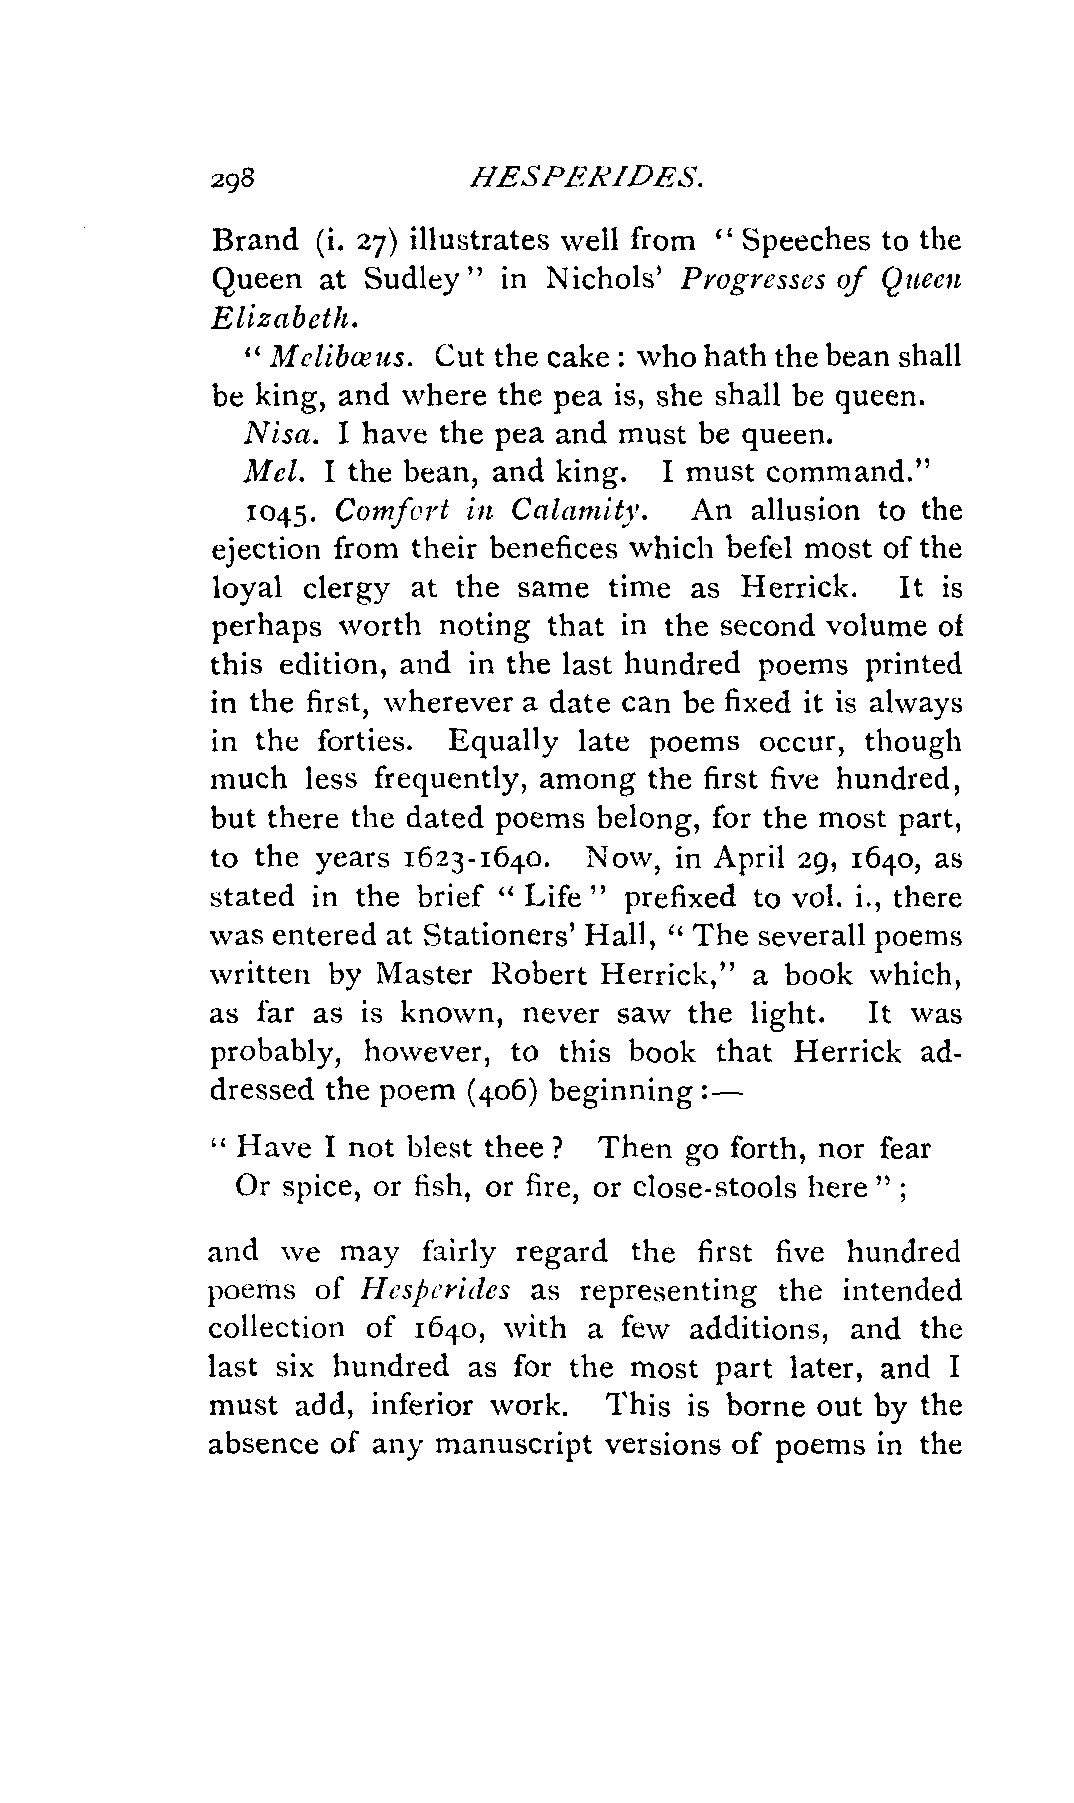 298 HESPERIDES.
Brand (i. 27) illustrates well from “ Speeches to the
Queen at Sudley ” in Nichols’ Progresses of Queen
Elizabeth.
“ Melibœus. Cut the cake : who hath the bean shall
be king, and where the pea is, she shall be queen.
Nisa. I have the pea and must be queen.
Mel. I the bean, and king. I must command.”
1045. Comfort in Calamity. An allusion to the
ejection from their benefices which befel most of the
loyal clergy at the same time as Herrick. It is
perhaps worth noting that in the second volume of
this edition, and in the last hundred poems printed
in the first, wherever a date can be fixed it is always
in the forties. Equally late poems occur, though
much less frequently, among the first five hundred,
but there the dated poems belong, for the most part,
to the years 1623-1640. Now, in April 29, 1640, as
stated in the brief “ Life ” prefixed to vol. i., there
was entered at Stationers’ Hall, “ The severall poems
written by Master Robert Herrick,” a book which,
as far as is known, never saw the light. It was
probably, however, to this book that Herrick ad-
dressed the poem (406) beginning :—
“ Have I not blest thee ? Then go forth, nor fear
Or spice, or fish, or fire, or close-stools here ” ;
and we may fairly regard the first five hundred
poems of Hesperides as representing the intended
collection of 1640, with a few additions, and the
last six hundred as for the most part later, and I
must add, inferior work. This is borne out by the
absence of any manuscript versions of poems in the